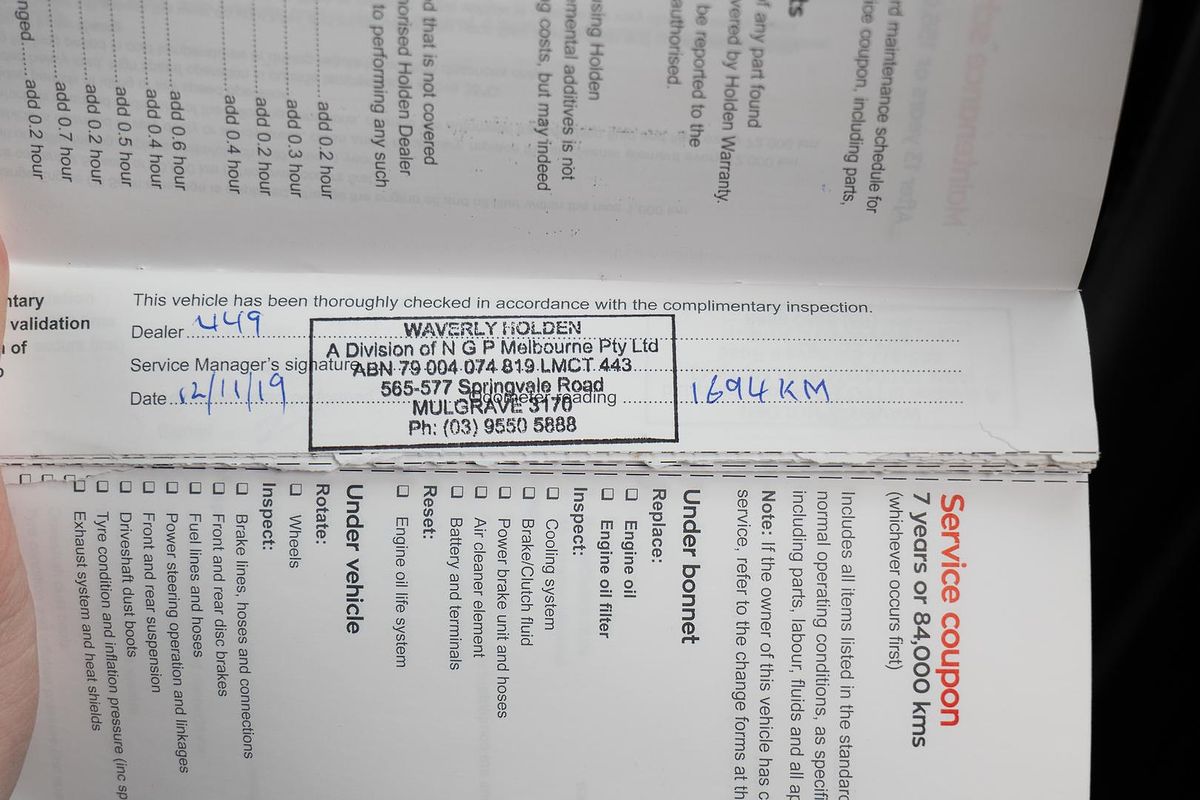 ts
f any part found
vered by Holden Warranty.
be reported to the
authorised.
rd maintenance schedule for
ice coupon, including parts,
using Holden
emental additives is not
g costs, but may indeed
d that is not covered
horised Holden Dealer
to performing any such
add 0.2 hour
add 0.3 hour
add 0.2 hour
add 0.4 hour
add 0.6 hour
add 0.4 hour
add 0.5 hour
add 0.2 hour
add 0.7 hour
nged ..... add 0.2 hour
ntary
validation
of
This vehicle has been thoroughly checked in accordance with the complimentary inspection.
Dealer 449
Service Manager's signature
Date 12/11/19 Odometer reading 1694 KM
WAVERLY HOLDEN
A Division of N G P Melbourne Pty Ltd
ABN 79 004 074 819 LMCT 443
565-577 Springvale Road
MULGRAVE 3170
Ph: (03) 9550 5888
Service coupon
7 years or 84,000 kms
(whichever occurs first)
Includes all items listed in the standard
normal operating conditions, as specifi
including parts, labour, fluids and all ap
Note: If the owner of this vehicle has c
service, refer to the change forms at th
Under bonnet
Replace:
Engine oil
Engine oil filter
Inspect:
Cooling system
Brake/Clutch fluid
Power brake unit and hoses
Air cleaner element
Battery and terminals
Reset:
Engine oil life system
Under vehicle
Rotate:
Wheels
Inspect:
Brake lines, hoses and connections
Front and rear disc brakes
Fuel lines and hoses
Power steering operation and linkages
Front and rear suspension
Driveshaft dust boots
Tyre condition and inflation pressure (inc sp
Exhaust system and heat shields